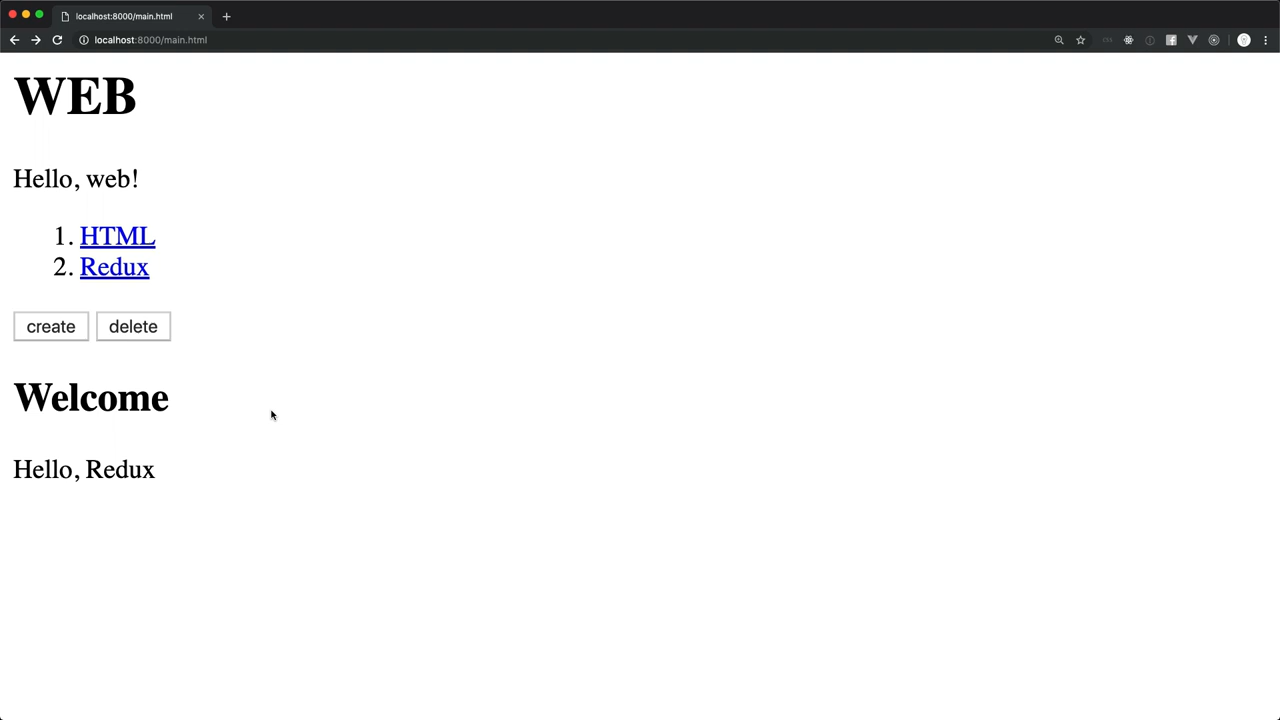 localhost:8000/main.html
localhost:8000/main.html
WEB
Hello, web!
1. HTML
2. Redux
create delete
Welcome
Hello, Redux